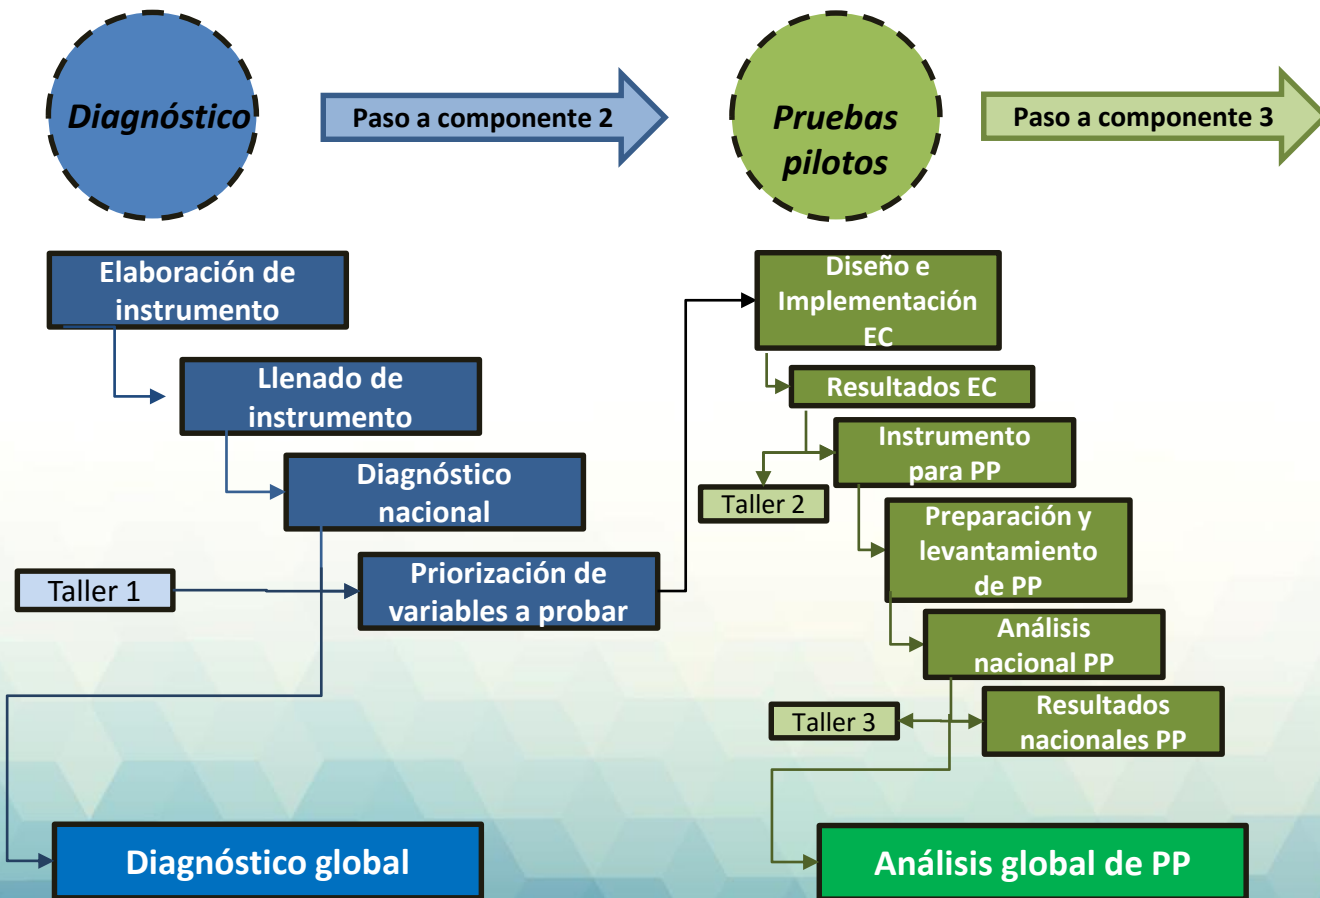 Diagnóstico
Paso a componente 2
Pruebas
pilotos
Paso a componente 3
Elaboración de
instrumento
Llenado de
instrumento
Diagnóstico
nacional
Taller 1
Priorización de
variables a probar
Diagnóstico global
Diseño e
Implementación
EC
Resultados EC
Instrumento
para PP
Taller 2
Preparación y
levantamiento
de PP
Análisis
nacional PP
Taller 3
Resultados
nacionales PP
Análisis global de PP